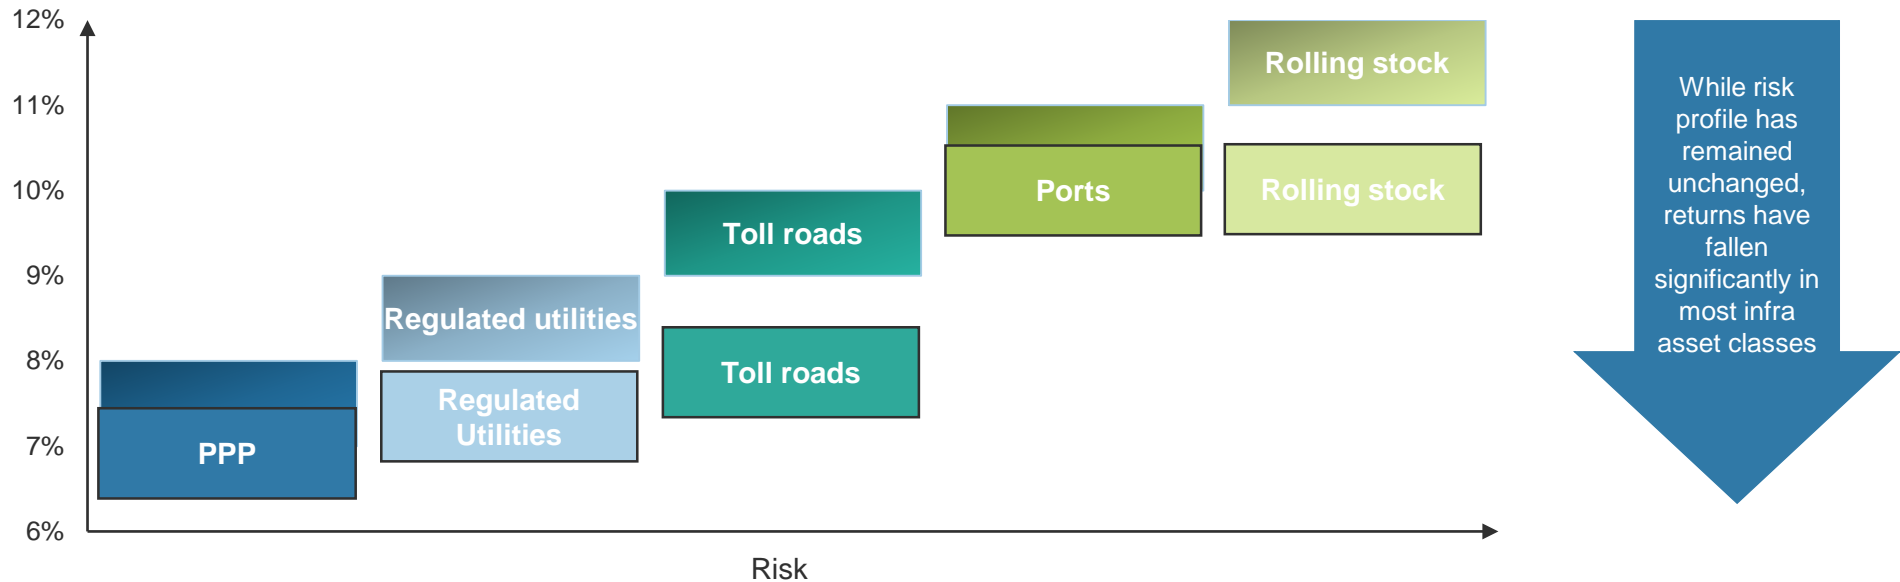 12%
11%
10%
9%
8%
7%
6%
Rolling stock
Rolling stock
Ports
Toll roads
Toll roads
Regulated utilities
Regulated
Utilities
PPP
Risk
While risk
profile has
remained
unchanged,
returns have
fallen
significantly in
most infra
asset classes